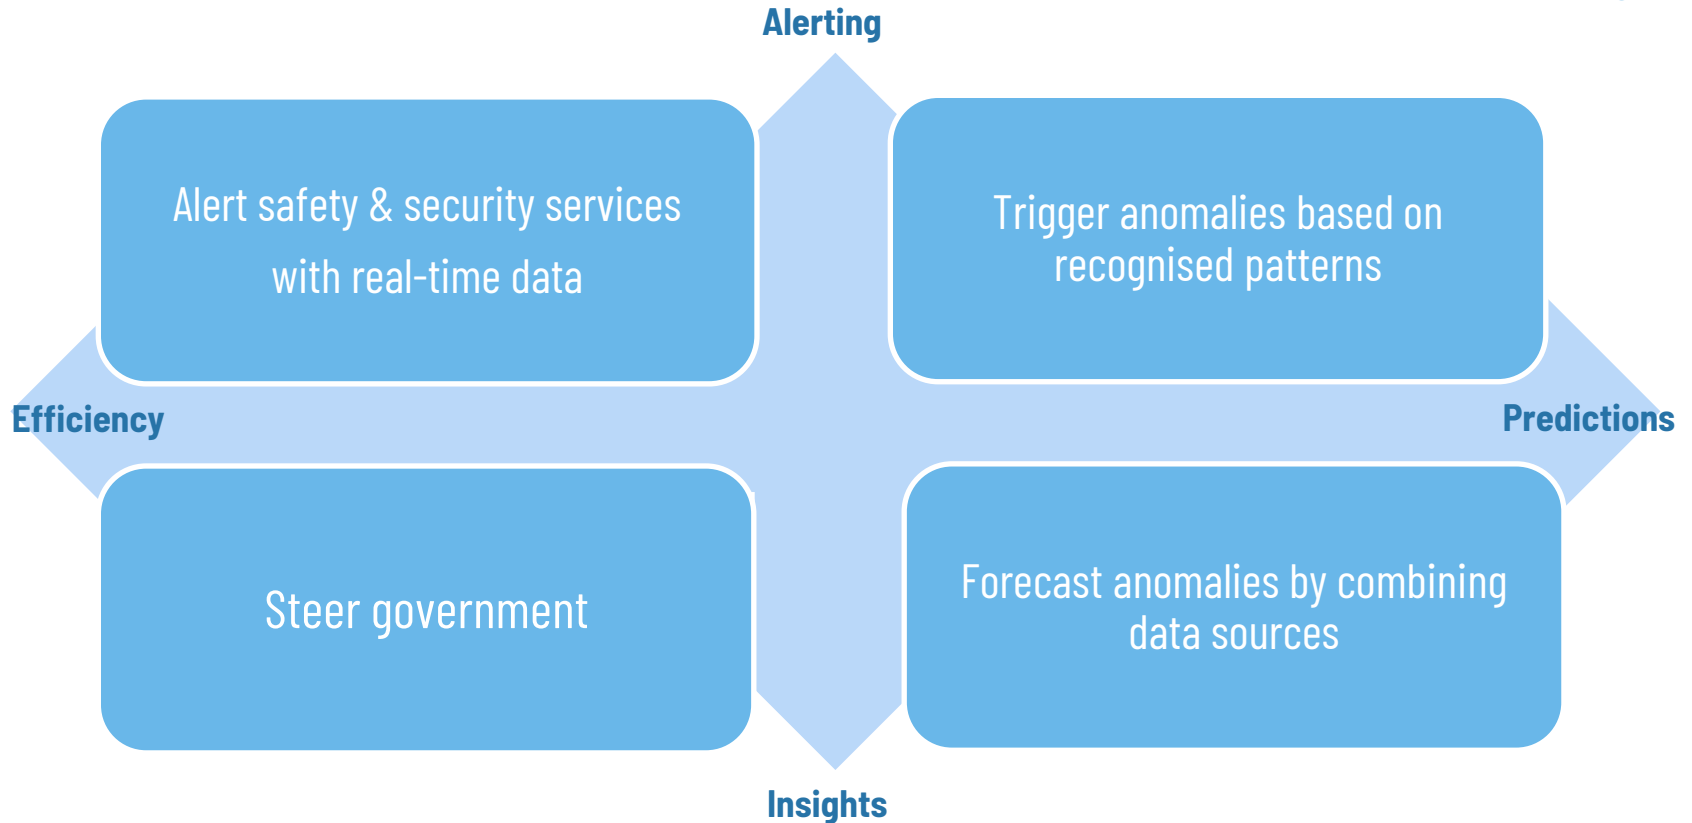 Alerting
Alert safety & security services
with real-time data
Trigger anomalies based on
recognised patterns
Efficiency
Predictions
Steer government
Forecast anomalies by combining
data sources
Insights